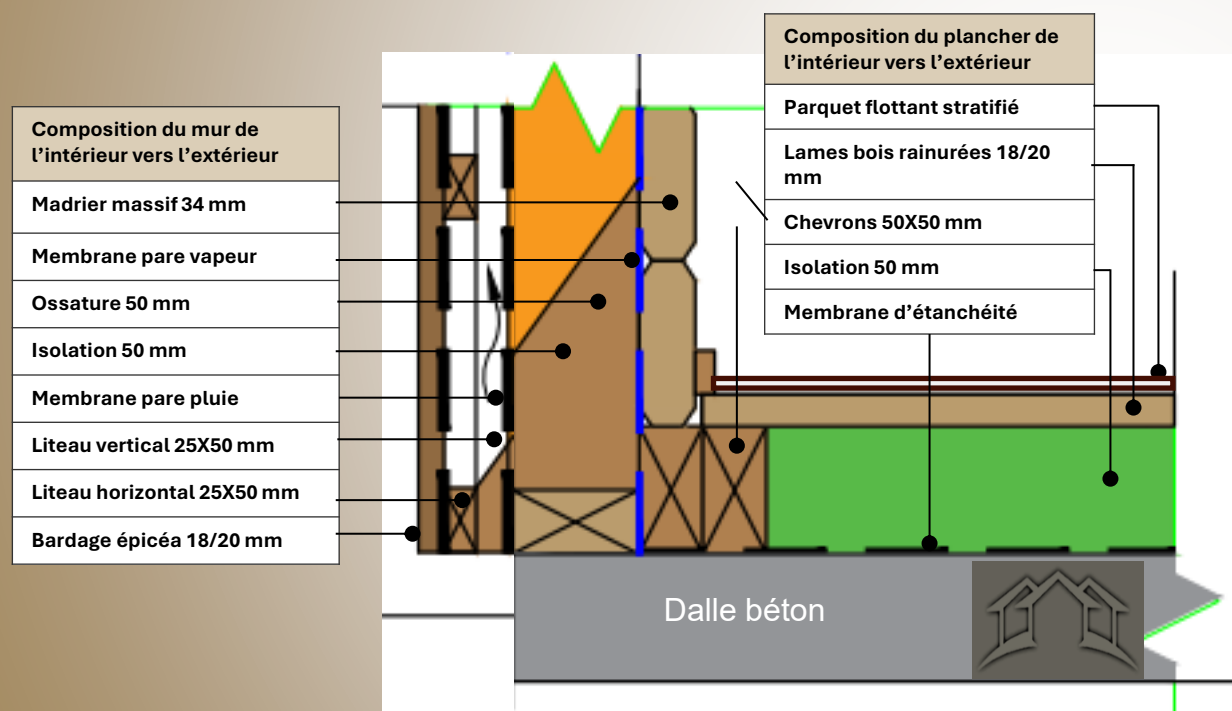 Composition du mur de
l'intérieur vers l'extérieur
Madrier massif 34 mm
Membrane pare vapeur
Ossature 50 mm
Isolation 50 mm
Membrane pare pluie
Liteau vertical 25X50 mm
Liteau horizontal 25X50 mm
Bardage épicéa 18/20 mm
Composition du plancher de
l'intérieur vers l'extérieur
Parquet flottant stratifié
Lames bois rainurées 18/20
mm
Chevrons 50X50 mm
Isolation 50 mm
Membrane d'étanchéité
Dalle béton